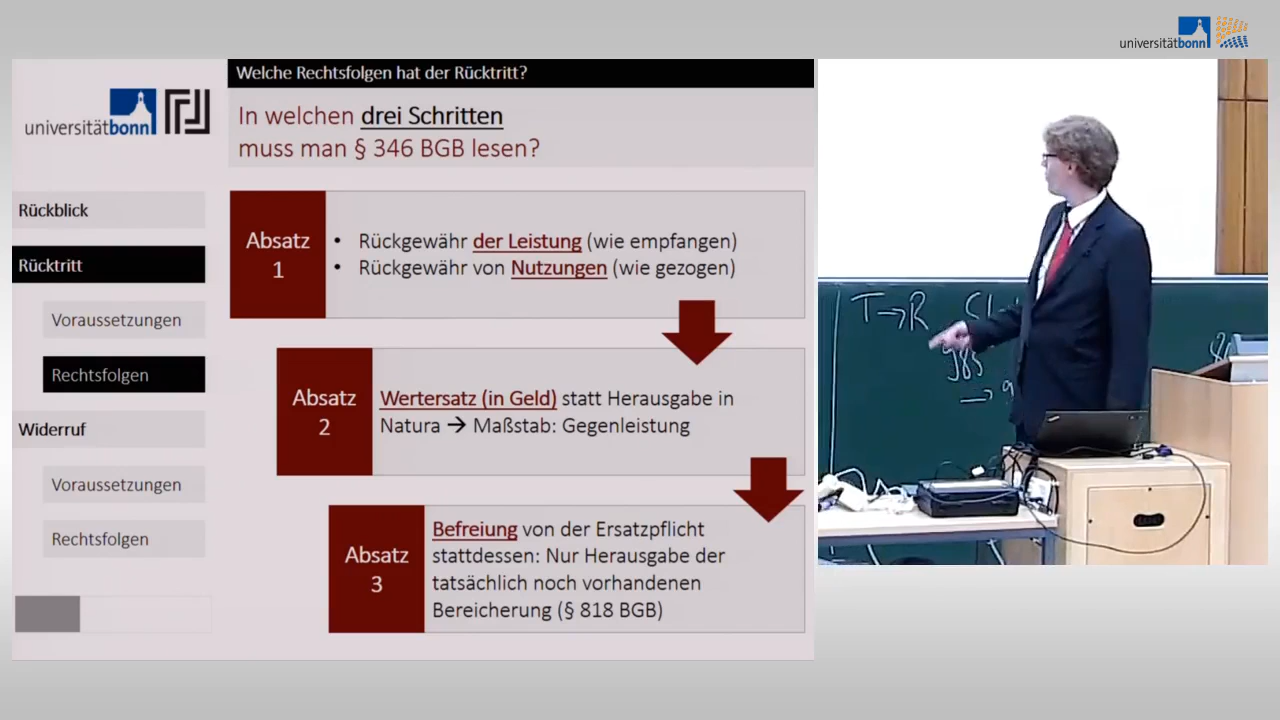 universitätbonn
Welche Rechtsfolgen hat der Rücktritt?
universitätbonn
In welchen drei Schritten
muss man § 346 BGB lesen?
Rückblick
Rücktritt
Voraussetzungen
Rechtsfolgen
Widerruf
Voraussetzungen
Rechtsfolgen
Absatz
1
• Rückgewähr der Leistung (wie empfangen)
• Rückgewähr von Nutzungen (wie gezogen)
Absatz
2
Wertersatz (in Geld) statt Herausgabe in
Natura → Maßstab: Gegenleistung
Absatz
3
Befreiung von der Ersatzpflicht
stattdessen: Nur Herausgabe der
tatsächlich noch vorhandenen
Bereicherung (§ 818 BGB)
T→R
985